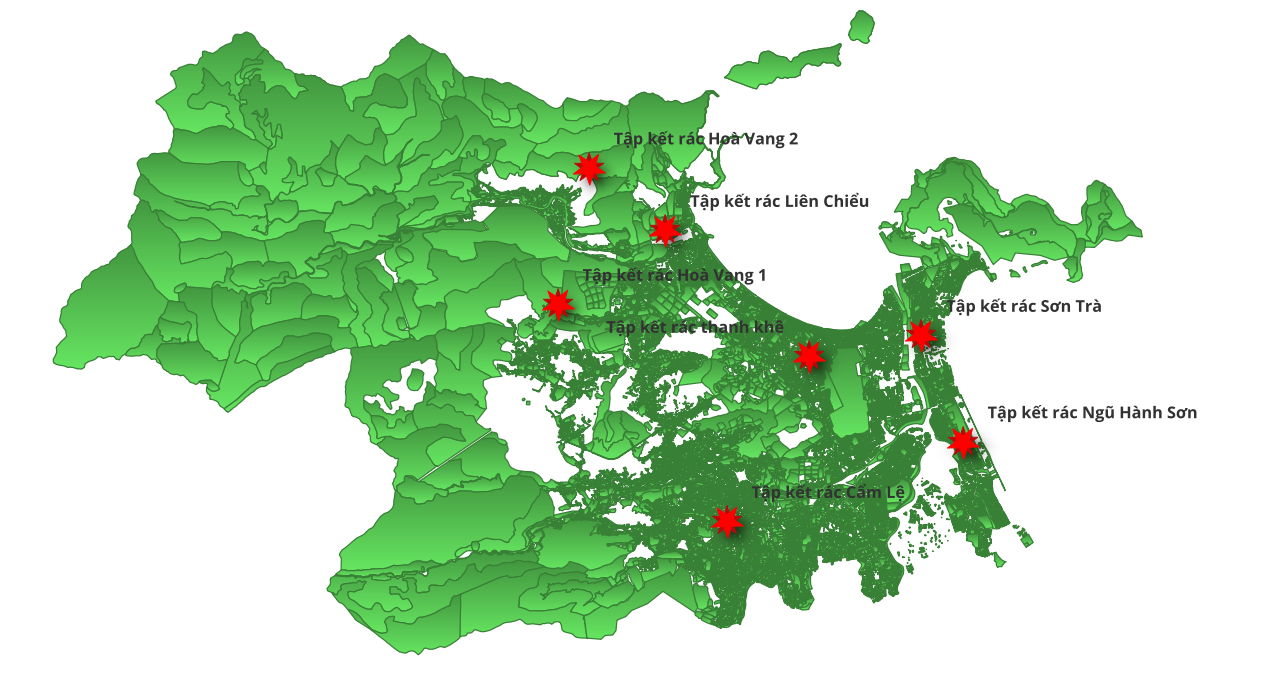 Tập kết rác Hoà Vang 2
Tập kết rác Liên Chiểu
Tập kết rác Hoà Vang 1
Tập kết rác Sơn Trà
Tập kết rác thanh khê
Tập kết rác Ngũ Hành Sơn
Tập kết rác Cẩm Lệ